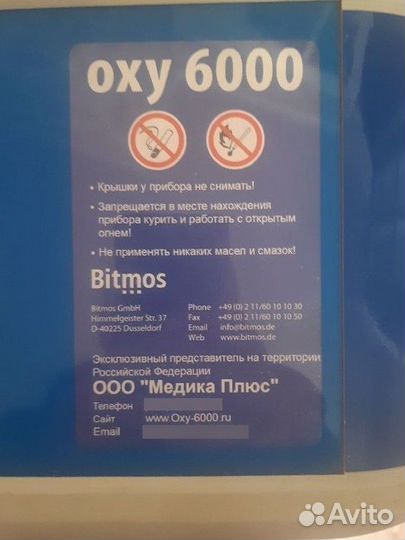 oxy 6000
• Крышки у прибора не снимать!
• Запрещается в месте нахождения
прибора курить и работать с открытым
огнем!
• Не применять никаких масел и смазок!
Bitmos
Bitmos GmbH
Himmelgeister Str. 37
D-40225 Dusseldorf
Phone +49 (0) 2 11/60 10 10 30
Fax +49 (0) 2 11/60 10 10 50
Email info@bitmos.de
Web www.bitmos.de
Эксклюзивный представитель на территории
Российской Федерации
ООО "Медика Плюс"
Телефон
Сайт www.Oxy-6000.ru
Email
Avito